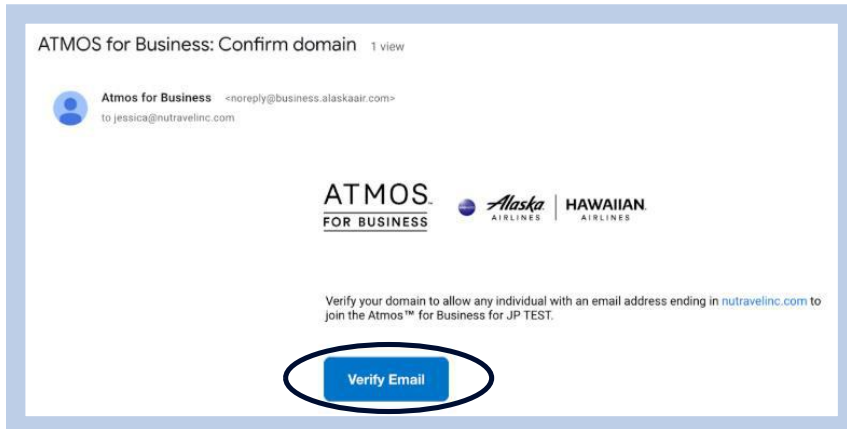 ATMOS for Business: Confirm domain 1 view
Atmos for Business <noreply@business.alaskaair.com>
to jessica@nutravelinc.com
ATMOS™ Alaska. HAWAIIAN.
FOR BUSINESS AIRLINES AIRLINES
Verify your domain to allow any individual with an email address ending in nutravelinc.com to
join the Atmos™ for Business for JP TEST.
Verify Email